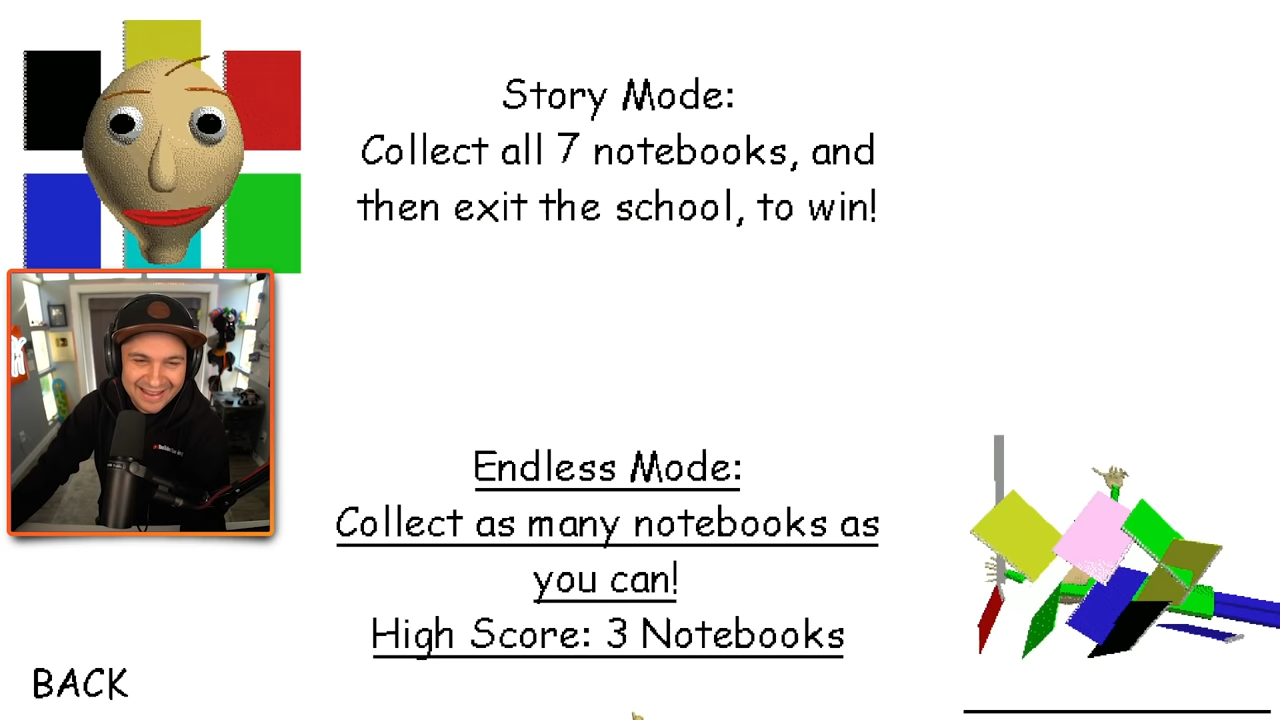 Story Mode:
Collect all 7 notebooks, and
then exit the school, to win!
Endless Mode:
Collect as many notebooks as
you can!
High Score: 3 Notebooks
BACK